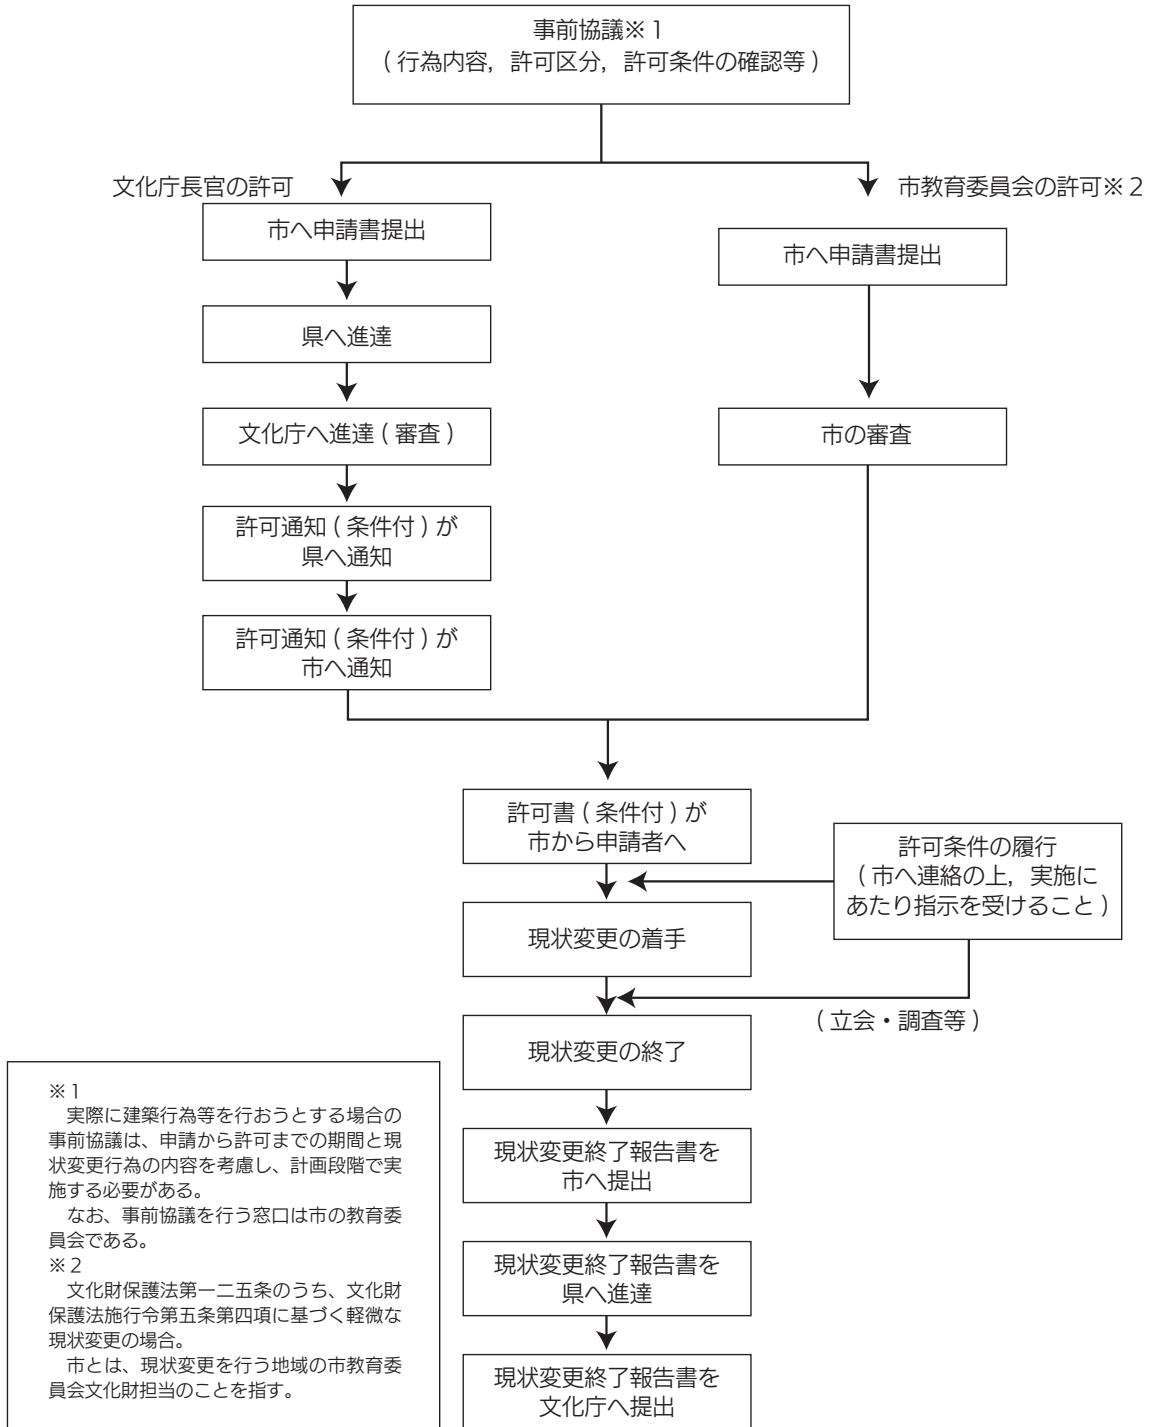 事前協議※1
（行為内容，許可区分，許可条件の確認等）
文化庁長官の許可
市へ申請書提出
県へ進達
文化庁へ進達（審査）
許可通知（条件付）が
県へ通知
許可通知（条件付）が
市へ通知
市教育委員会の許可※2
市へ申請書提出
市の審査
許可書（条件付）が
市から申請者へ
許可条件の履行
（市へ連絡の上，実施に
あたり指示を受けること）
現状変更の着手
（立会・調査等）
現状変更の終了
現状変更終了報告書を
市へ提出
現状変更終了報告書を
県へ進達
現状変更終了報告書を
文化庁へ提出
※1
実際に建築行為等を行おうとする場合の
事前協議は、申請から許可までの期間と現
状変更行為の内容を考慮し、計画段階で実
施する必要がある。
なお、事前協議を行う窓口は市の教育委
員会である。
※2
文化財保護法第一二五条のうち、文化財
保護法施行令第五条第四項に基づく軽微な
現状変更の場合。
市とは、現状変更を行う地域の市教育委
員会文化財担当のことを指す。